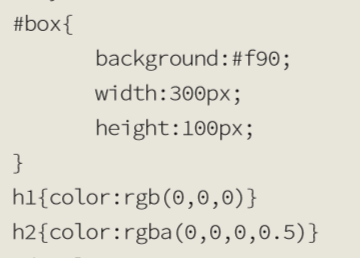 #box{
background:#f90;
width:300px;
height:100px;
}
h1{color:rgb(0,0,0)}
h2{color:rgba(0,0,0,0.5)}